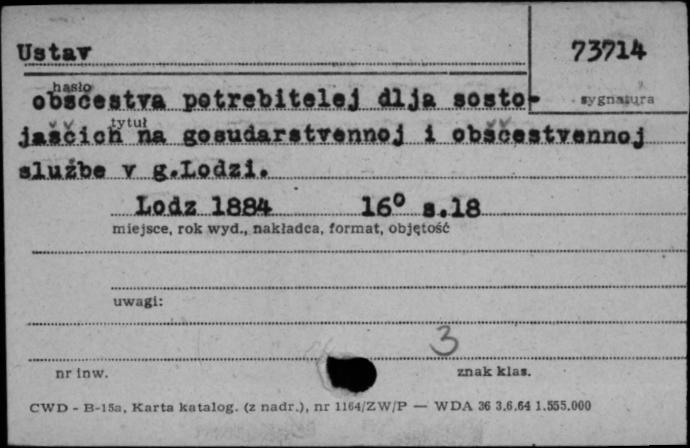 Ustav 73714
hasło sygnatura
obščestva potrebitelej dlja sosto-
tytuł
jaščich na gosudarstvennoj i obščestvennoj
službe v g.Lodzi.
Lodz 1884 16° s.18
miejsce, rok wyd., nakładca, format, objętość
uwagi:
3
nr inw. znak klas.
CWD - B-15a, Karta katalog. (z nadr.), nr 1164/ZW/P — WDA 36 3.6.64 1.555.000